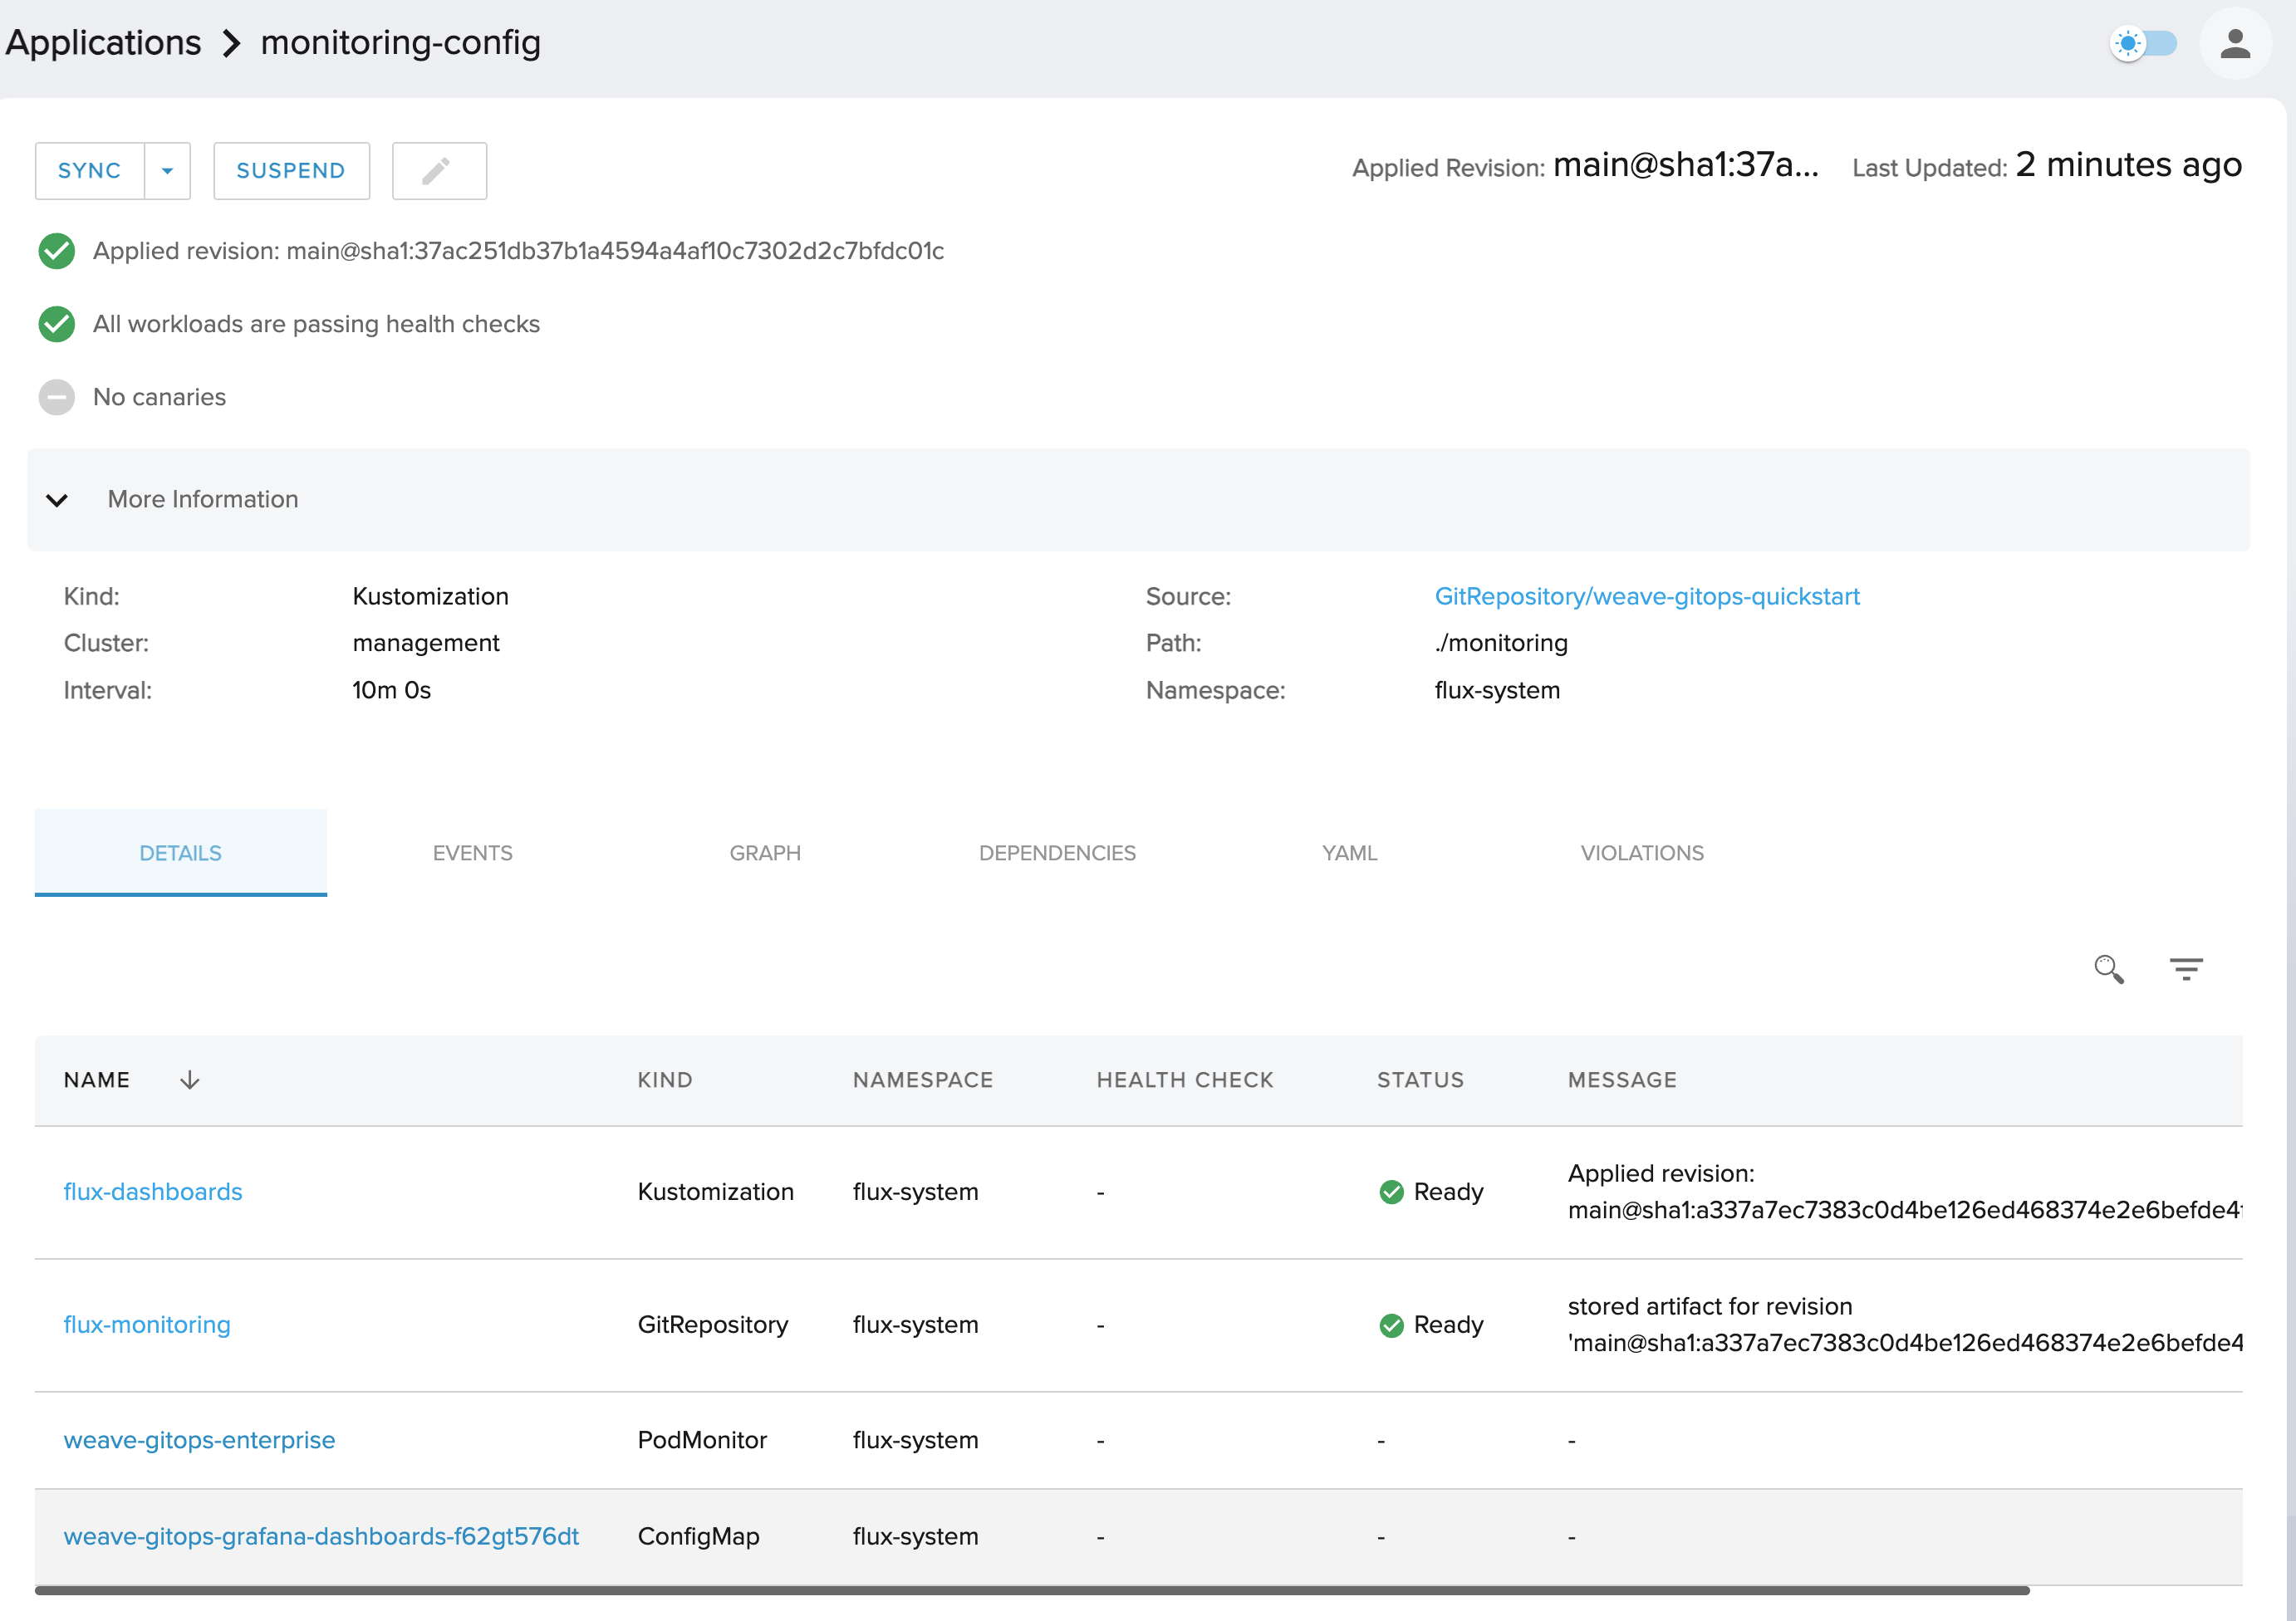 Applications > monitoring-config
SYNC SUSPEND Applied Revision: main@sha1:37a... Last Updated: 2 minutes ago
Applied revision: main@sha1:37ac251db37b1a4594a4af10c7302d2c7bfdc01c
All workloads are passing health checks
No canaries
More Information
Kind: Kustomization Source: GitRepository/weave-gitops-quickstart
Cluster: management Path: ./monitoring
Interval: 10m 0s Namespace: flux-system
DETAILS EVENTS GRAPH DEPENDENCIES YAML VIOLATIONS
NAME KIND NAMESPACE HEALTH CHECK STATUS MESSAGE
flux-dashboards Kustomization flux-system - Ready Applied revision:
main@sha1:a337a7ec7383c0d4be126ed468374e2e6befde4f
flux-monitoring GitRepository flux-system - Ready stored artifact for revision
'main@sha1:a337a7ec7383c0d4be126ed468374e2e6befde4
weave-gitops-enterprise PodMonitor flux-system - - -
weave-gitops-grafana-dashboards-f62gt576dt ConfigMap flux-system - - -